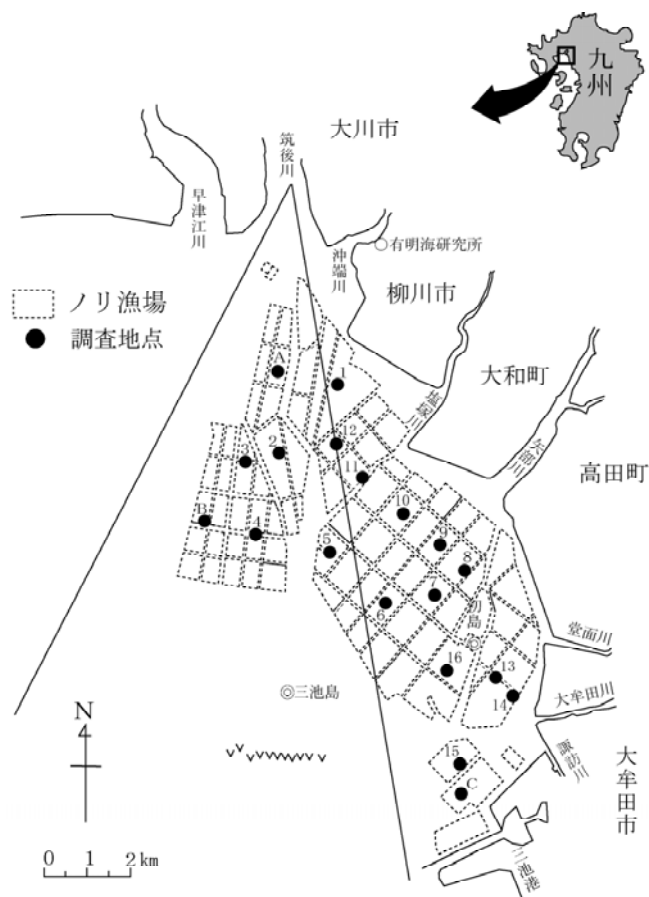 九州
大川市
筑後川
早津江川
有明海研究所
沖端川
柳川市
ノリ漁場
調査地点
大和町
塩塚川
矢部川
高田町
A
1
12
2
3
11
B
4
10
9
5
8
7
6
初島
堂面川
16
13
14
大牟田川
三池島
N
諏訪川
大牟田市
15
C
0 1 2km
三池港